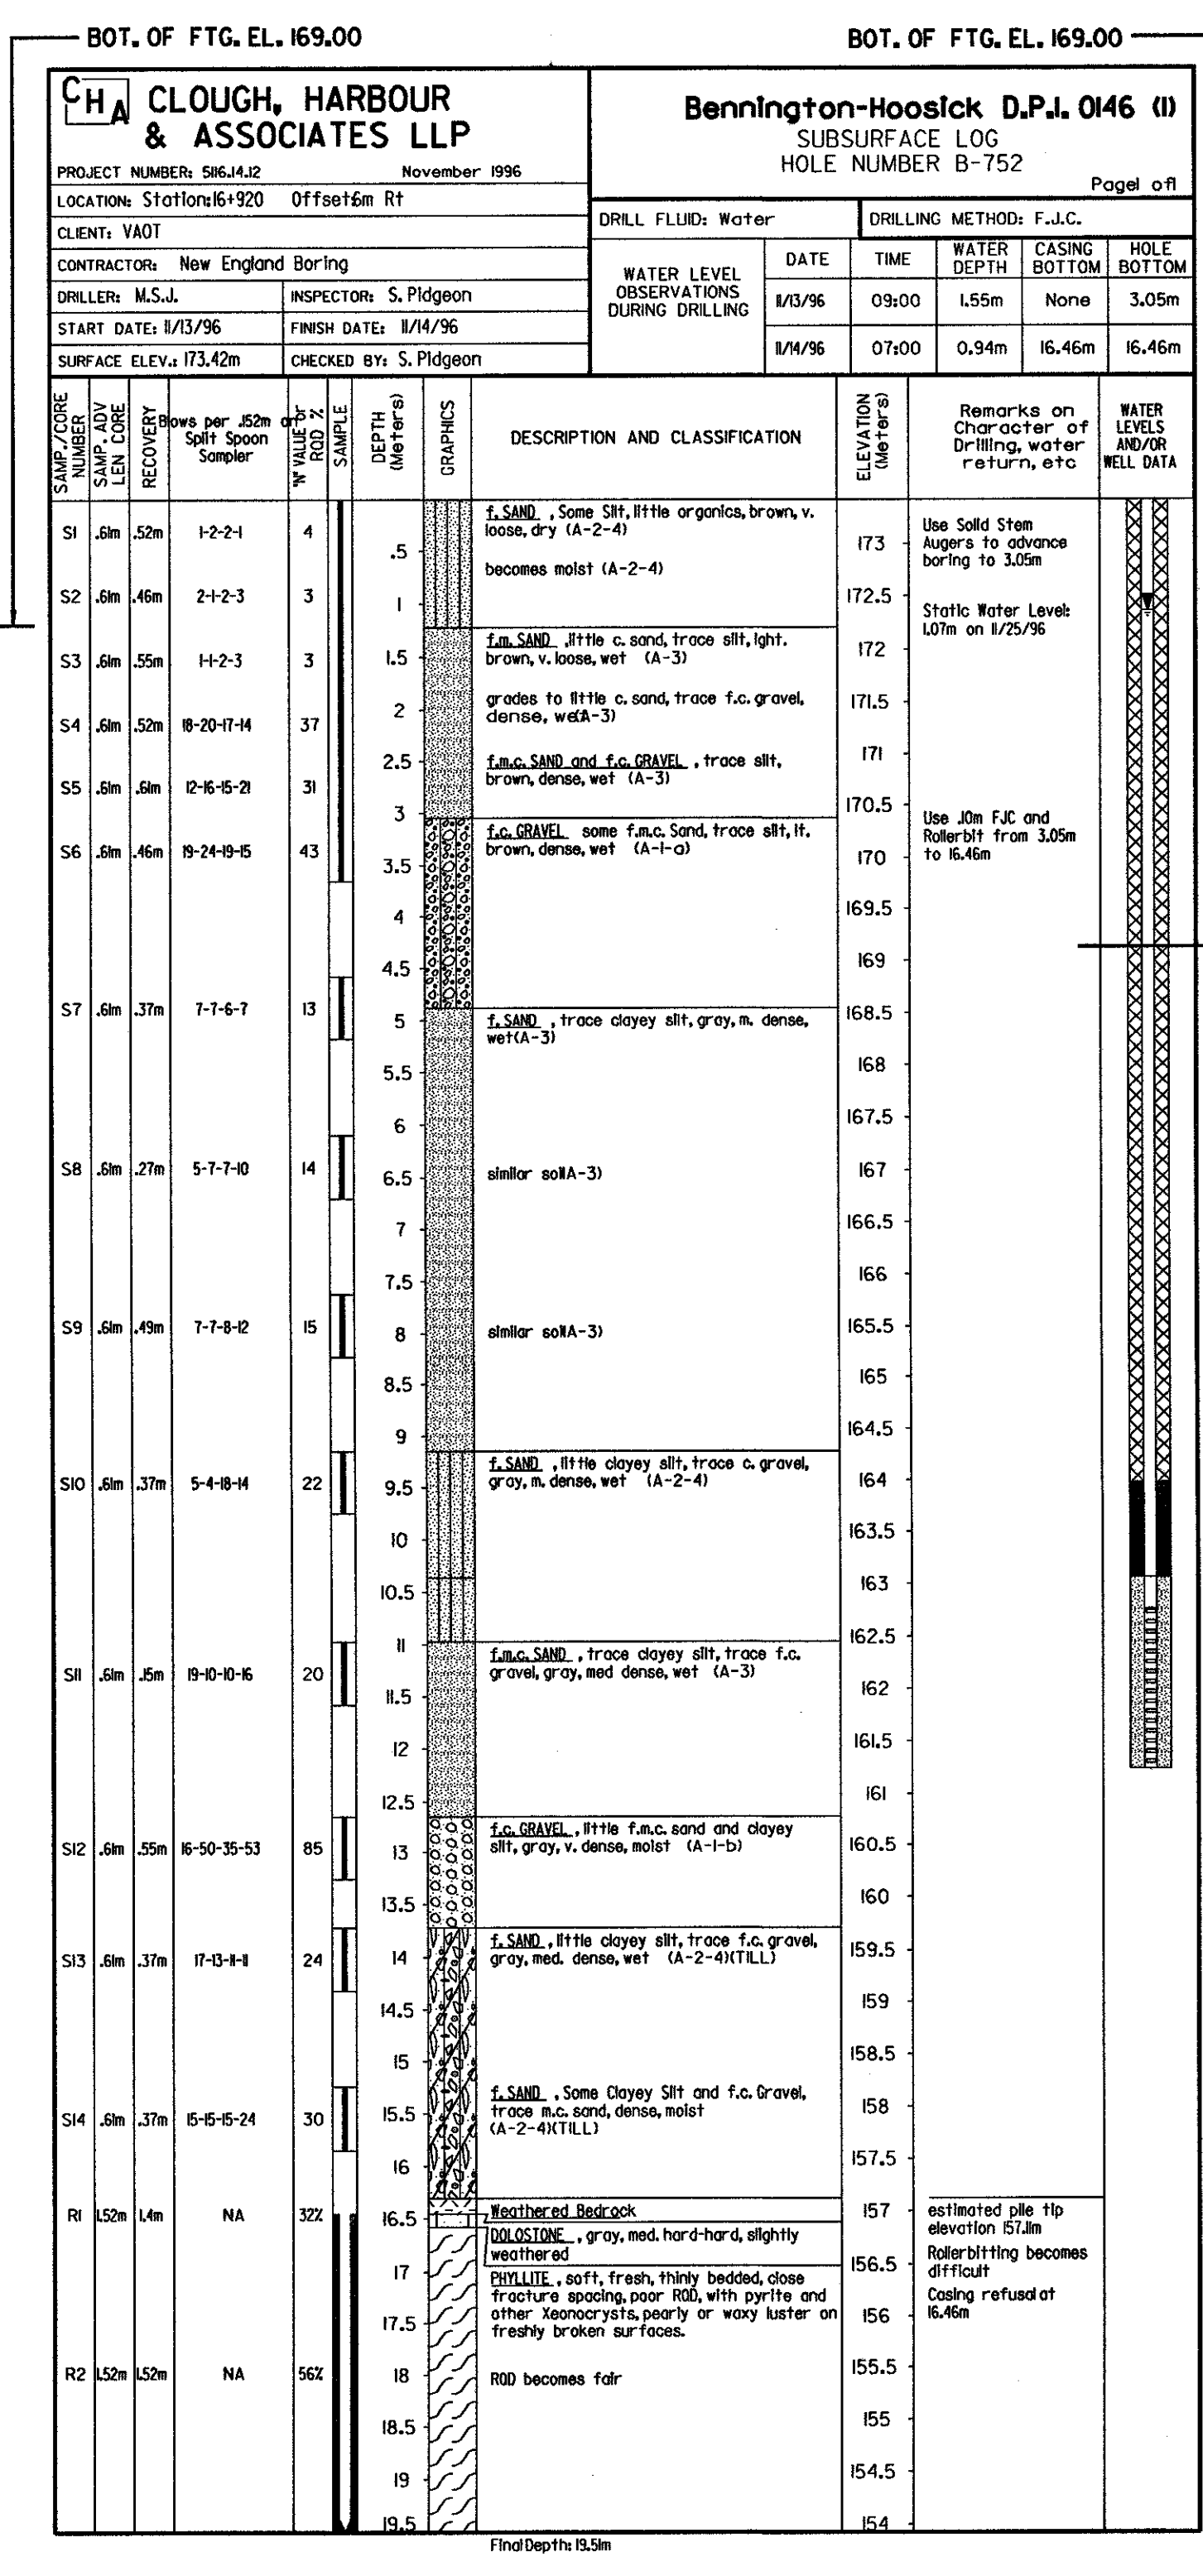 BOT. OF FTG. EL. 169.00
BOT. OF FTG. EL. 169.00
CHA CLOUGH, HARBOUR
& ASSOCIATES LLP
PROJECT NUMBER: 5116.14.12 November 1996
LOCATION: Station:16+920 Offset:6m Rt
CLIENT: VAOT
CONTRACTOR: New England Boring
DRILLER: M.S.J. INSPECTOR: S. Pidgeon
START DATE: 11/13/96 FINISH DATE: 11/14/96
SURFACE ELEV.: 173.42m CHECKED BY: S. Pidgeon
Bennington-Hoosick D.P.I. 0146 (1)
SUBSURFACE LOG
HOLE NUMBER B-752
Page1 of1
DRILL FLUID: Water DRILLING METHOD: F.J.C.
WATER LEVEL
OBSERVATIONS
DURING DRILLING
DATE TIME WATER DEPTH CASING BOTTOM HOLE BOTTOM
11/13/96 09:00 1.55m None 3.05m
11/14/96 07:00 0.94m 16.46m 16.46m
SAMP./CORE NUMBER
SAMP. ADV LEN CORE
RECOVERY
Blows per .152m on
Split Spoon
Sampler
"N" VALUE or RQD %
SAMPLE
DEPTH (Meters)
GRAPHICS
DESCRIPTION AND CLASSIFICATION
ELEVATION (Meters)
Remarks on
Character of
Drilling, water
return, etc
WATER
LEVELS
AND/OR
WELL DATA
S1 .61m .52m 1-2-2-1 4
S2 .61m .46m 2-1-2-3 3
S3 .61m .55m 1-1-2-3 3
S4 .61m .52m 18-20-17-14 37
S5 .61m .61m 12-16-15-21 31
S6 .61m .46m 19-24-19-15 43
S7 .61m .37m 7-7-6-7 13
S8 .61m .27m 5-7-7-10 14
S9 .61m .49m 7-7-8-12 15
S10 .61m .37m 5-4-18-14 22
S11 .61m .15m 19-10-10-16 20
S12 .61m .55m 16-50-35-53 85
S13 .61m .37m 17-13-11-11 24
S14 .61m .37m 15-15-15-24 30
R1 1.52m 1.4m NA 32%
R2 1.52m 1.52m NA 56%
.5
1
1.5
2
2.5
3
3.5
4
4.5
5
5.5
6
6.5
7
7.5
8
8.5
9
9.5
10
10.5
11
11.5
12
12.5
13
13.5
14
14.5
15
15.5
16
16.5
17
17.5
18
18.5
19
19.5
f. SAND , Some Silt, little organics, brown, v.
loose, dry (A-2-4)
becomes moist (A-2-4)
f.m. SAND ,little c. sand, trace silt, lght.
brown, v. loose, wet (A-3)
grades to little c. sand, trace f.c. gravel,
dense, wet(A-3)
f.m.c. SAND and f.c. GRAVEL , trace silt,
brown, dense, wet (A-3)
f.c. GRAVEL some f.m.c. Sand, trace silt, lt.
brown, dense, wet (A-1-a)
f. SAND , trace clayey silt, gray, m. dense,
wet(A-3)
similar soil(A-3)
similar soil(A-3)
f. SAND , little clayey silt, trace c. gravel,
gray, m. dense, wet (A-2-4)
f.m.c. SAND , trace clayey silt, trace f.c.
gravel, gray, med dense, wet (A-3)
f.c. GRAVEL , little f.m.c. sand and clayey
silt, gray, v. dense, moist (A-1-b)
f. SAND , little clayey silt, trace f.c. gravel,
gray, med. dense, wet (A-2-4)(TILL)
f. SAND , Some Clayey Silt and f.c. Gravel,
trace m.c. sand, dense, moist
(A-2-4)(TILL)
Weathered Bedrock
DOLOSTONE , gray, med. hard-hard, slightly
weathered
PHYLLITE , soft, fresh, thinly bedded, close
fracture spacing, poor RQD, with pyrite and
other Xeonocrysts, pearly or waxy luster on
freshly broken surfaces.
RQD becomes fair
173
172.5
172
171.5
171
170.5
170
169.5
169
168.5
168
167.5
167
166.5
166
165.5
165
164.5
164
163.5
163
162.5
162
161.5
161
160.5
160
159.5
159
158.5
158
157.5
157
156.5
156
155.5
155
154.5
154
Use Solid Stem
Augers to advance
boring to 3.05m
Static Water Level:
1.07m on 11/25/96
Use .10m FJC and
Rollerbit from 3.05m
to 16.46m
estimated pile tip
elevation 157.11m
Rollerbitting becomes
difficult
Casing refusal at
16.46m
Final Depth: 19.51m